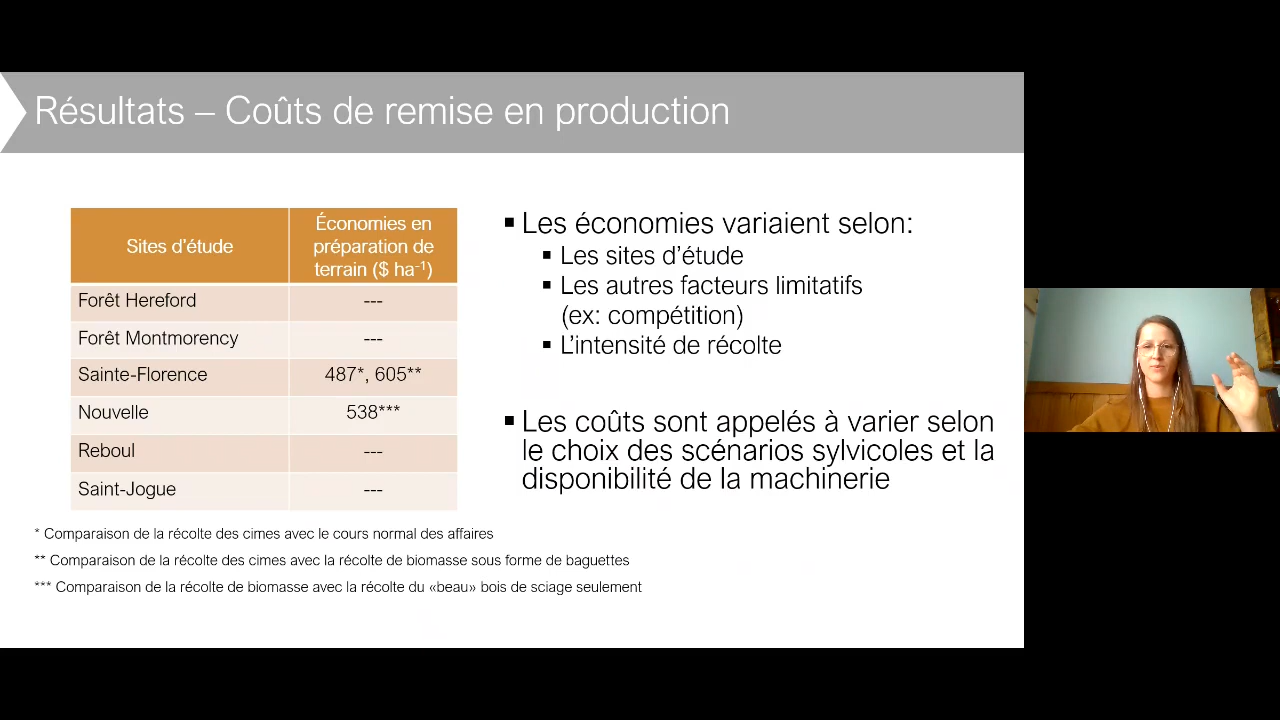 Résultats – Coûts de remise en production
Sites d'étude
Économies en
préparation de
terrain ($ ha-1)
Forêt Hereford
---
Forêt Montmorency
---
Sainte-Florence
487*, 605**
Nouvelle
538***
Reboul
---
Saint-Jogue
---
* Comparaison de la récolte des cimes avec le cours normal des affaires
** Comparaison de la récolte des cimes avec la récolte de biomasse sous forme de baguettes
*** Comparaison de la récolte de biomasse avec la récolte du «beau» bois de sciage seulement
▪ Les économies variaient selon:
▪ Les sites d'étude
▪ Les autres facteurs limitatifs
(ex: compétition)
▪ L'intensité de récolte
▪ Les coûts sont appelés à varier selon
le choix des scénarios sylvicoles et la
disponibilité de la machinerie